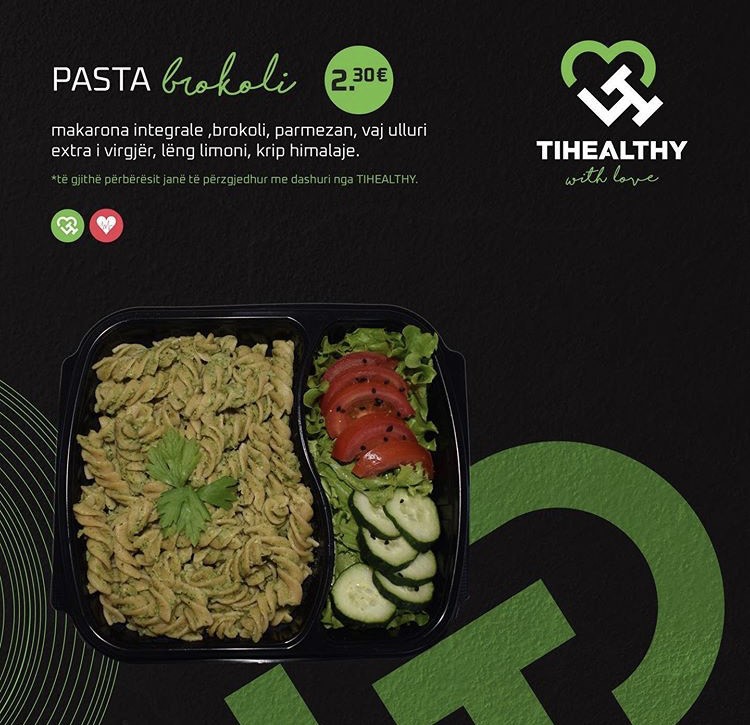 PASTA brokoli 2.30€
makarona integrale ,brokoli, parmezan, vaj ulluri
extra i virgjër, lëng limoni, krip himalaje.
*të gjithë përbërësit janë të përzgjedhur me dashuri nga TIHEALTHY.
TIHEALTHY
with love